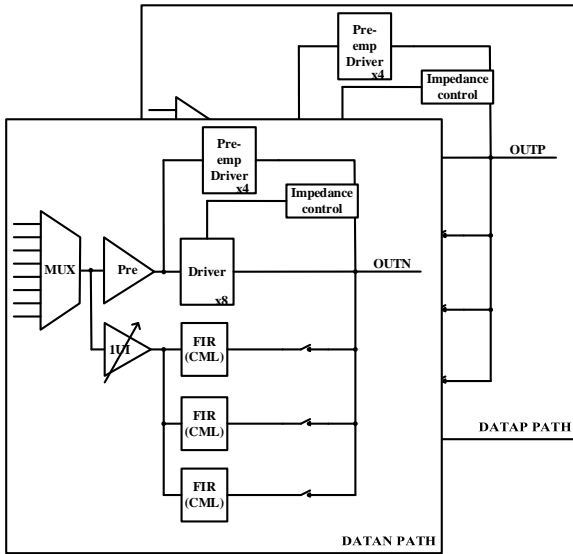 Pre-
emp
Driver
x4
Impedance
control
OUTP
Pre-
emp
Driver
x4
Impedance
control
MUX
Pre
Driver
x8
OUTN
1UI
FIR
(CML)
FIR
(CML)
FIR
(CML)
DATAP PATH
DATAN PATH